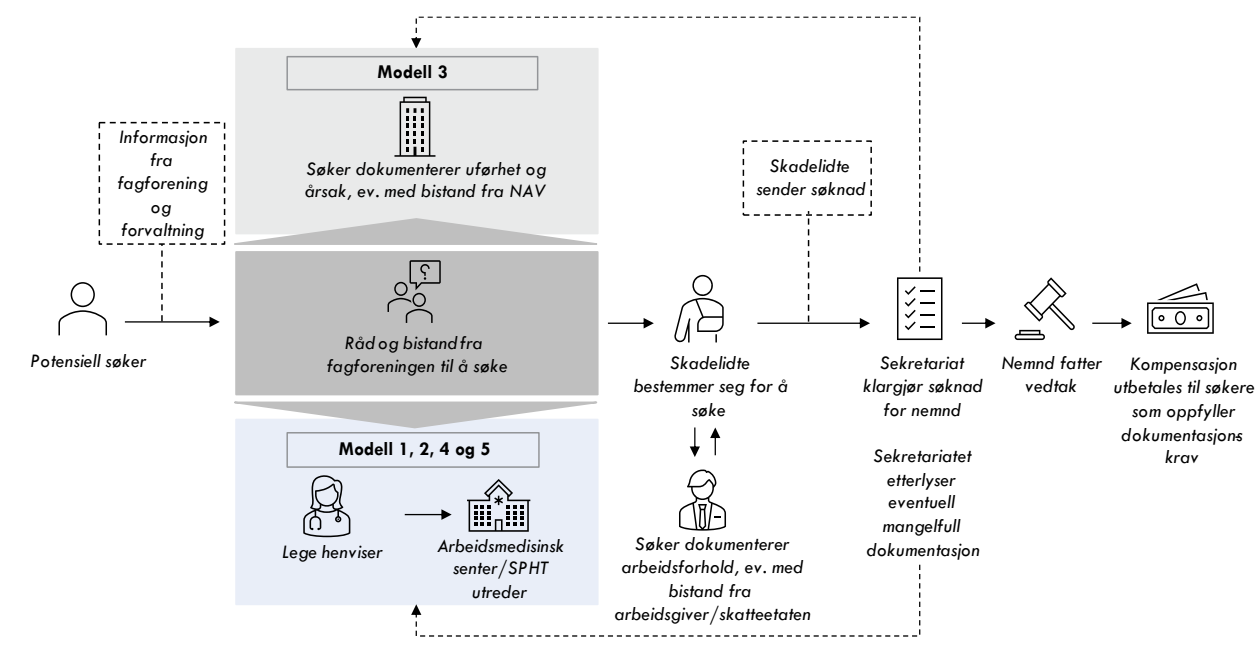 Modell 3
Søker dokumenterer uførhet og
årsak, ev. med bistand fra NAV
Informasjon
fra
fagforening
og
forvaltning
Potensiell søker
?
Råd og bistand fra
fagforeningen til å søke
Modell 1, 2, 4 og 5
Lege henviser
Arbeidsmedisinsk
senter/SPHT
utreder
Skadelidte
bestemmer seg for å
søke
Søker dokumenterer
arbeidsforhold, ev. med
bistand fra
arbeidsgiver/skatteetaten
Skadelidte
sender søknad
Sekretariat
klargjør søknad
for nemnd
Sekretariatet
etterlyser
eventuell
mangelfull
dokumentasjon
Nemnd fatter
vedtak
Kompensasjon
utbetales til søkere
som oppfyller
dokumentasjons-
krav